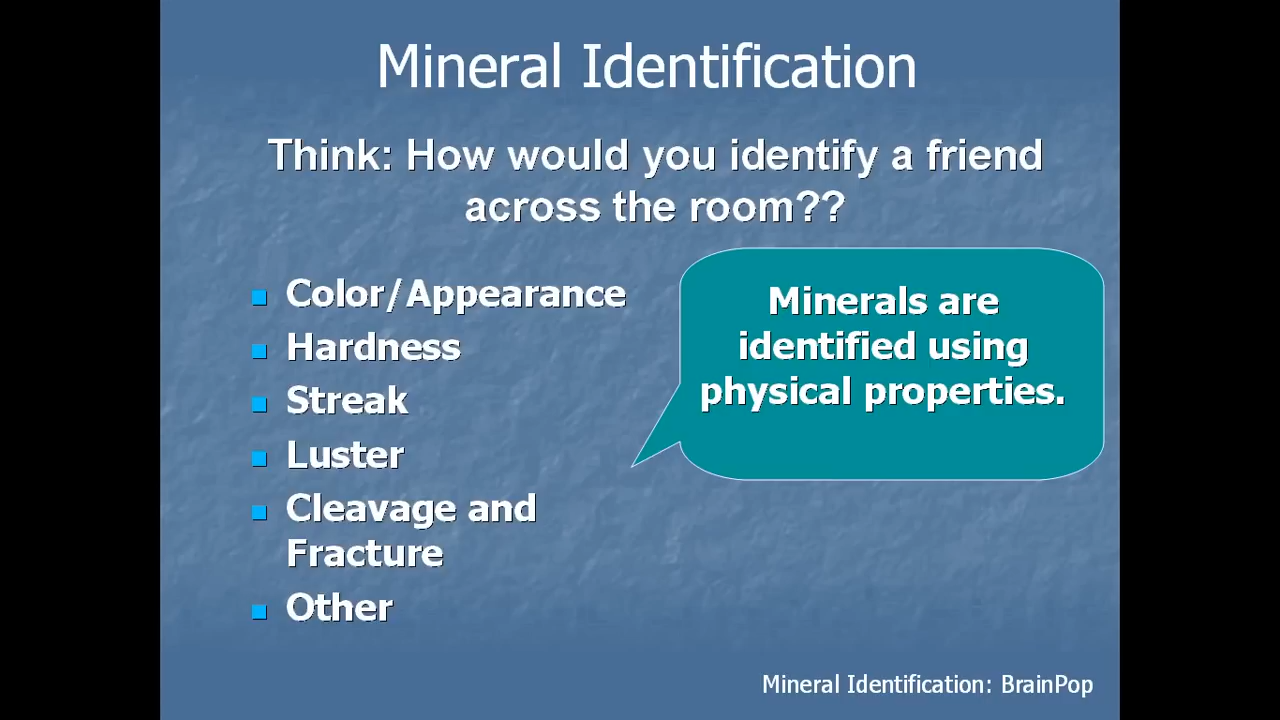 Mineral Identification
Think: How would you identify a friend
across the room??
Color/Appearance
Hardness
Streak
Luster
Cleavage and
Fracture
Other
Minerals are
identified using
physical properties.
Mineral Identification: BrainPop